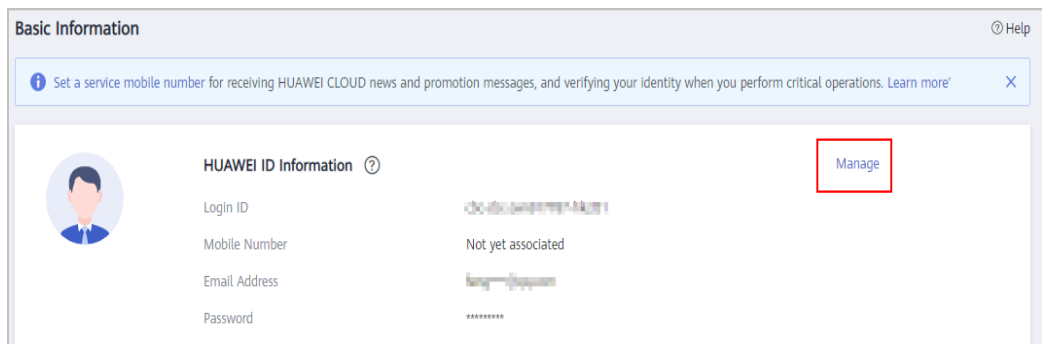 Basic Information
Help
Set a service mobile number for receiving HUAWEI CLOUD news and promotion messages, and verifying your identity when you perform critical operations. Learn more'
HUAWEI ID Information
Manage
Login ID
Mobile Number Not yet associated
Email Address
Password *********